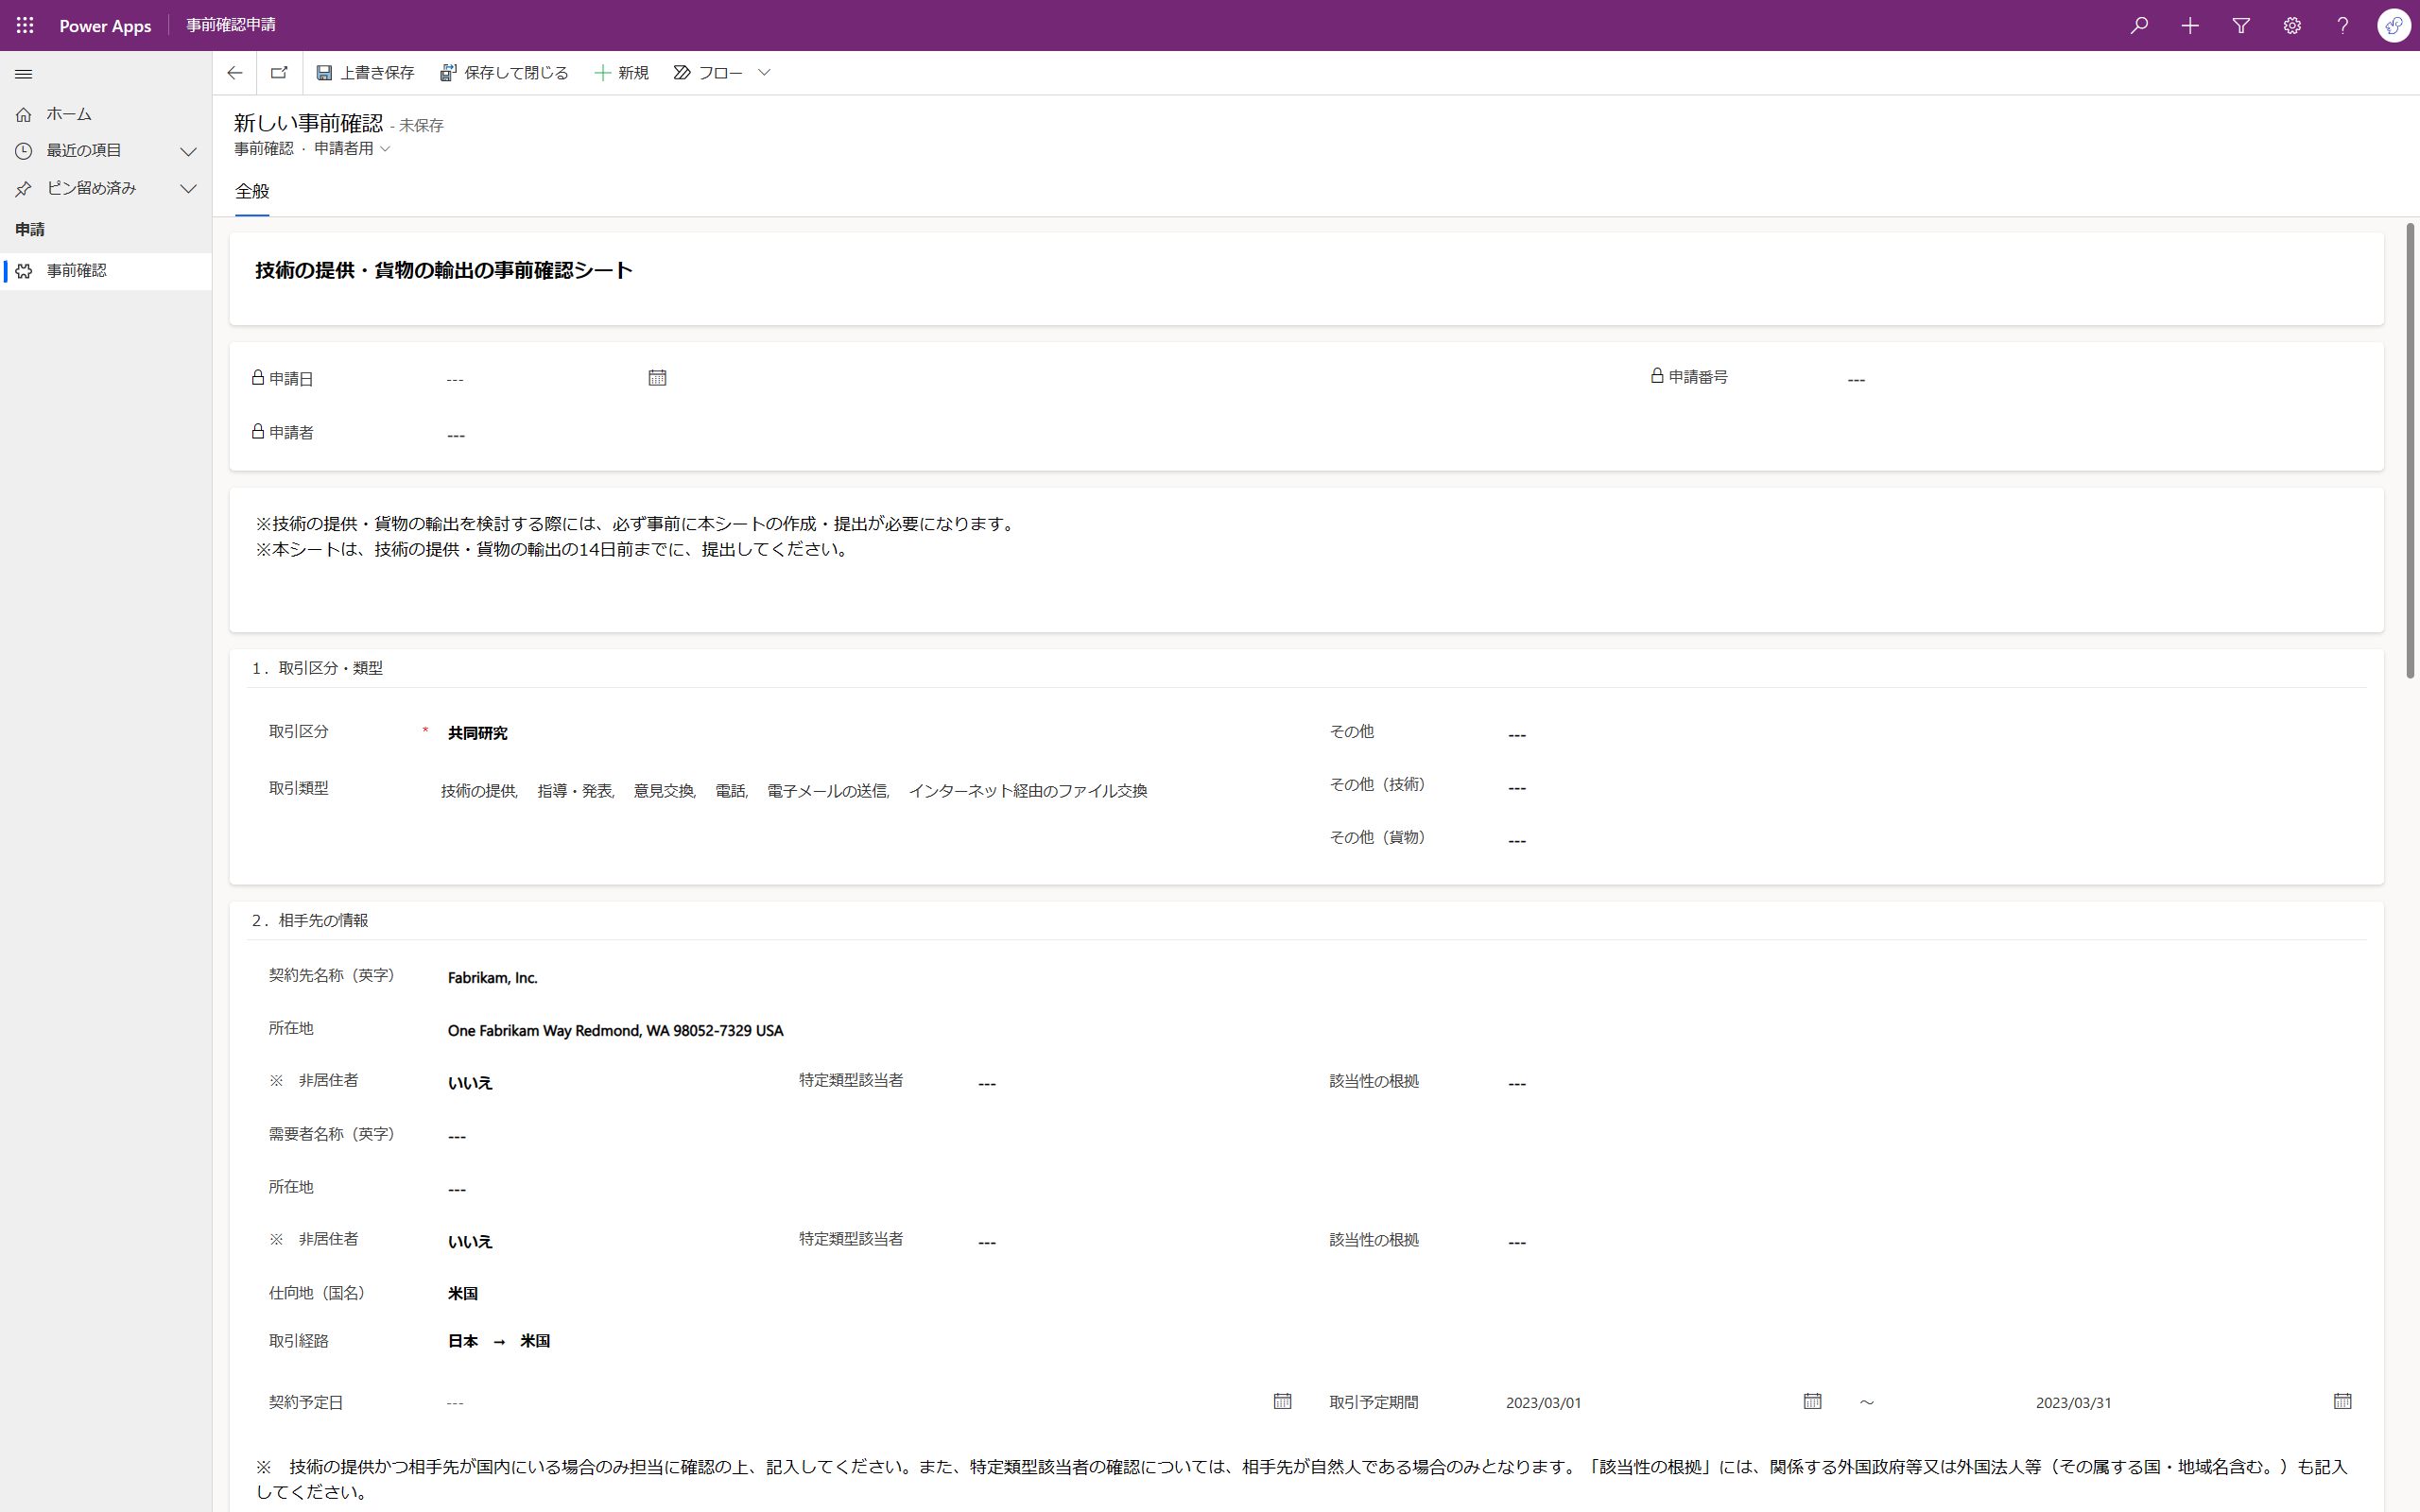 Power Apps 事前確認申請
上書き保存 保存して閉じる 新規 フロー
ホーム
最近の項目
ピン留め済み
申請
事前確認
新しい事前確認 - 未保存
事前確認 · 申請者用
全般
技術の提供・貨物の輸出の事前確認シート
申請日 --- 申請番号 ---
申請者 ---
※技術の提供・貨物の輸出を検討する際には、必ず事前に本シートの作成・提出が必要になります。
※本シートは、技術の提供・貨物の輸出の14日前までに、提出してください。
1．取引区分・類型
取引区分 * 共同研究 その他 ---
取引類型 技術の提供, 指導・発表, 意見交換, 電話, 電子メールの送信, インターネット経由のファイル交換 その他（技術） ---
その他（貨物） ---
2．相手先の情報
契約先名称（英字） Fabrikam, Inc.
所在地 One Fabrikam Way Redmond, WA 98052-7329 USA
※　非居住者 いいえ 特定類型該当者 --- 該当性の根拠 ---
需要者名称（英字） ---
所在地 ---
※　非居住者 いいえ 特定類型該当者 --- 該当性の根拠 ---
仕向地（国名） 米国
取引経路 日本　→　米国
契約予定日 --- 取引予定期間 2023/03/01 ～ 2023/03/31
※　技術の提供かつ相手先が国内にいる場合のみ担当に確認の上、記入してください。また、特定類型該当者の確認については、相手先が自然人である場合のみとなります。「該当性の根拠」には、関係する外国政府等又は外国法人等（その属する国・地域名含む。）も記入
してください。